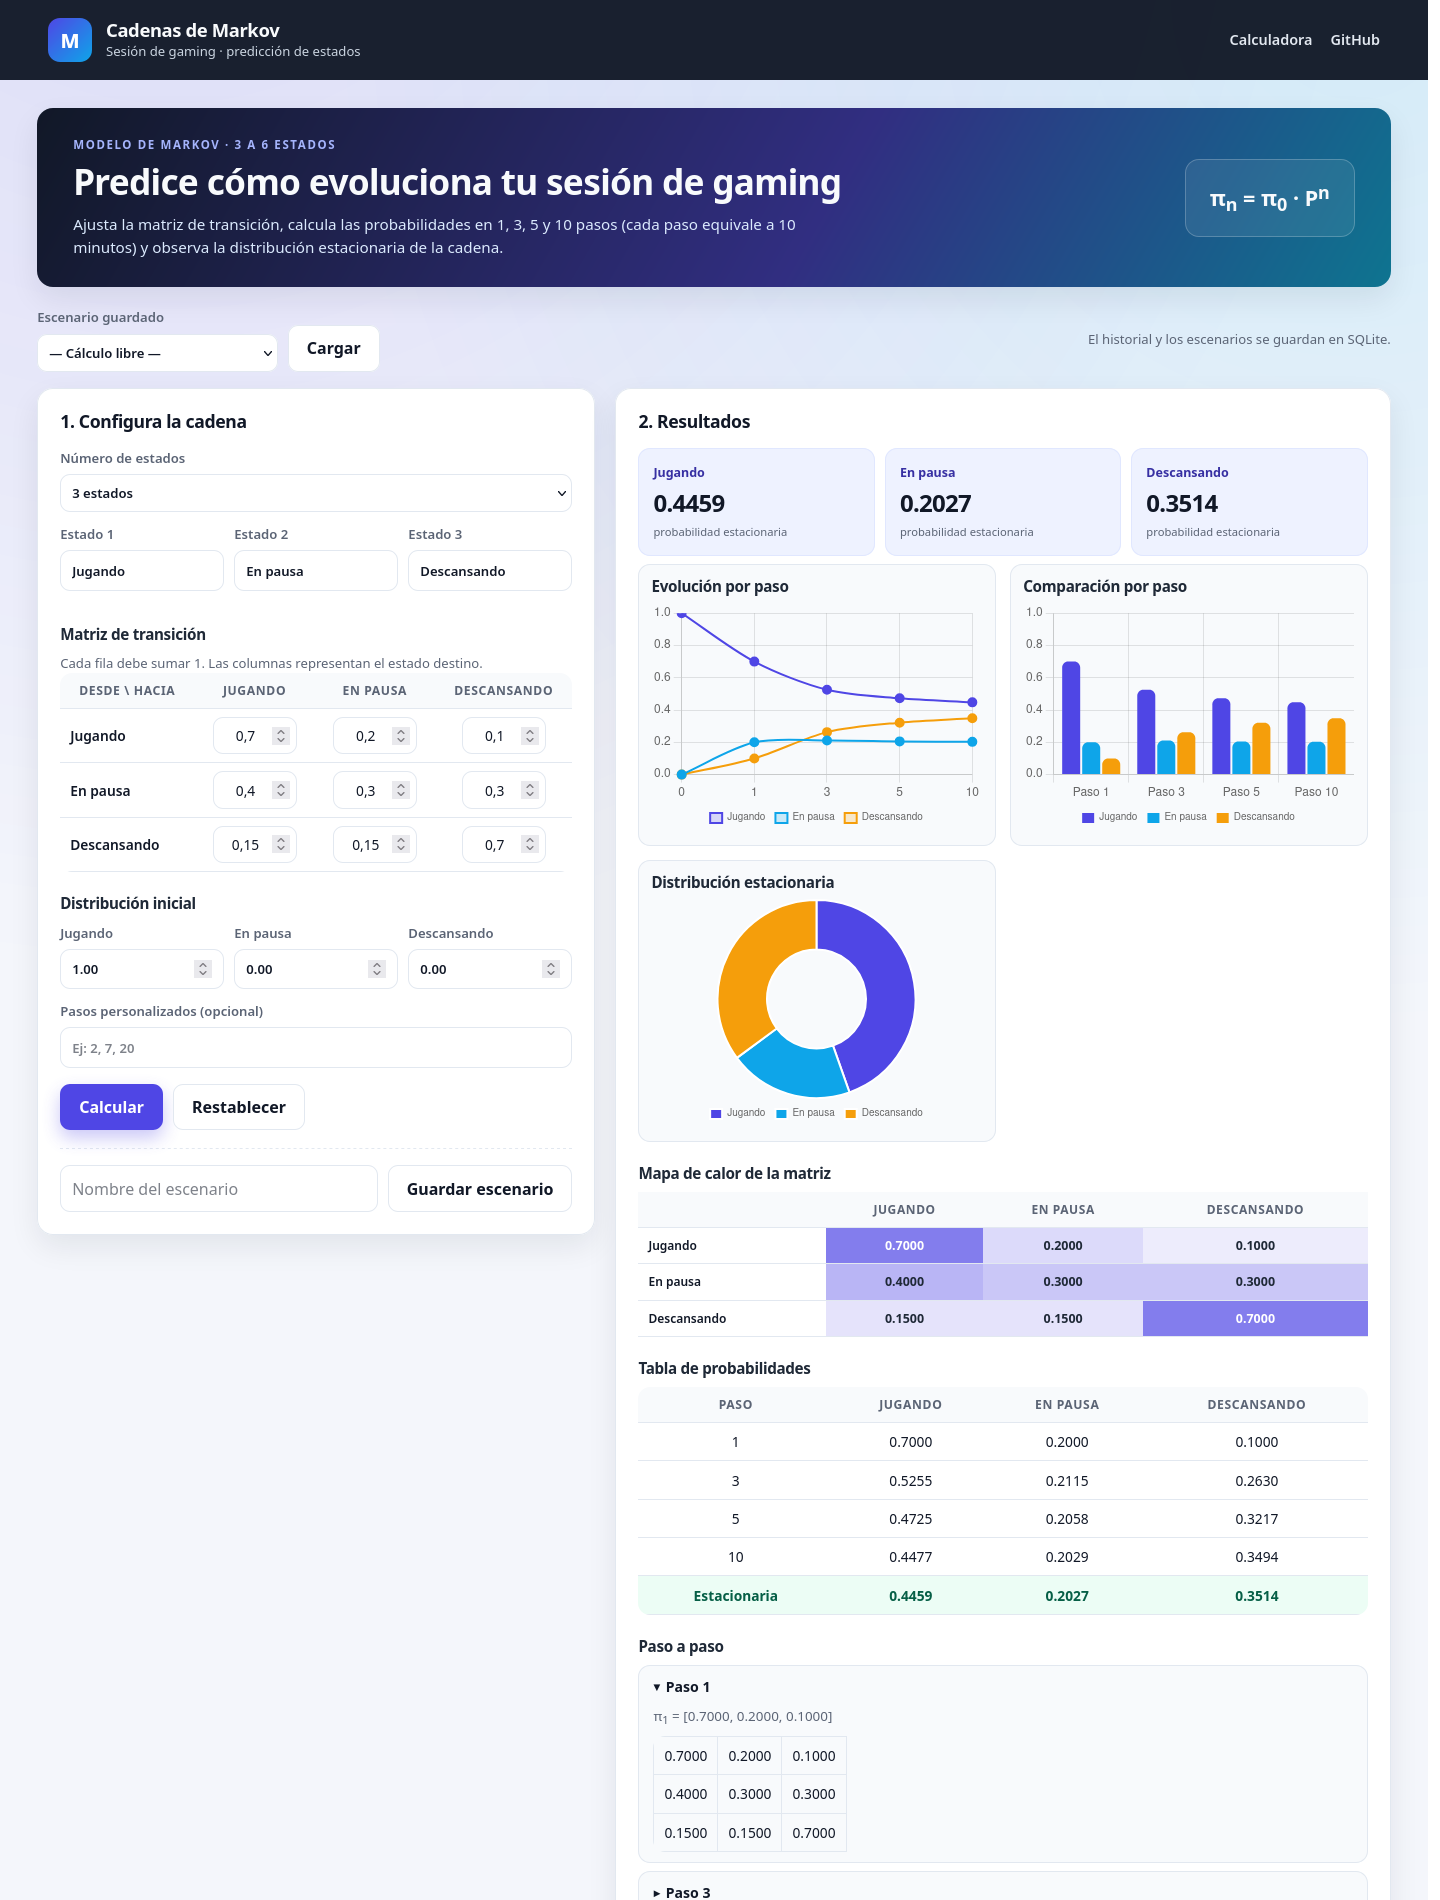 M
Cadenas de Markov
Sesión de gaming · predicción de estados
Calculadora GitHub
MODELO DE MARKOV · 3 A 6 ESTADOS
Predice cómo evoluciona tu sesión de gaming
Ajusta la matriz de transición, calcula las probabilidades en 1, 3, 5 y 10 pasos (cada paso equivale a 10
minutos) y observa la distribución estacionaria de la cadena.
πn = π0 · Pn
Escenario guardado
— Cálculo libre —
Cargar
El historial y los escenarios se guardan en SQLite.
1. Configura la cadena
Número de estados
3 estados
Estado 1 Estado 2 Estado 3
Jugando En pausa Descansando
Matriz de transición
Cada fila debe sumar 1. Las columnas representan el estado destino.
DESDE \ HACIA JUGANDO EN PAUSA DESCANSANDO
Jugando 0,7 0,2 0,1
En pausa 0,4 0,3 0,3
Descansando 0,15 0,15 0,7
Distribución inicial
Jugando En pausa Descansando
1.00 0.00 0.00
Pasos personalizados (opcional)
Ej: 2, 7, 20
Calcular Restablecer
Nombre del escenario Guardar escenario
2. Resultados
Jugando
0.4459
probabilidad estacionaria
En pausa
0.2027
probabilidad estacionaria
Descansando
0.3514
probabilidad estacionaria
Evolución por paso
1.0
0.8
0.6
0.4
0.2
0.0
0 1 3 5 10
Jugando En pausa Descansando
Comparación por paso
1.0
0.8
0.6
0.4
0.2
0.0
Paso 1 Paso 3 Paso 5 Paso 10
Jugando En pausa Descansando
Distribución estacionaria
Jugando En pausa Descansando
Mapa de calor de la matriz
JUGANDO EN PAUSA DESCANSANDO
Jugando 0.7000 0.2000 0.1000
En pausa 0.4000 0.3000 0.3000
Descansando 0.1500 0.1500 0.7000
Tabla de probabilidades
PASO JUGANDO EN PAUSA DESCANSANDO
1 0.7000 0.2000 0.1000
3 0.5255 0.2115 0.2630
5 0.4725 0.2058 0.3217
10 0.4477 0.2029 0.3494
Estacionaria 0.4459 0.2027 0.3514
Paso a paso
▾ Paso 1
π1 = [0.7000, 0.2000, 0.1000]
0.7000 0.2000 0.1000
0.4000 0.3000 0.3000
0.1500 0.1500 0.7000
▸ Paso 3